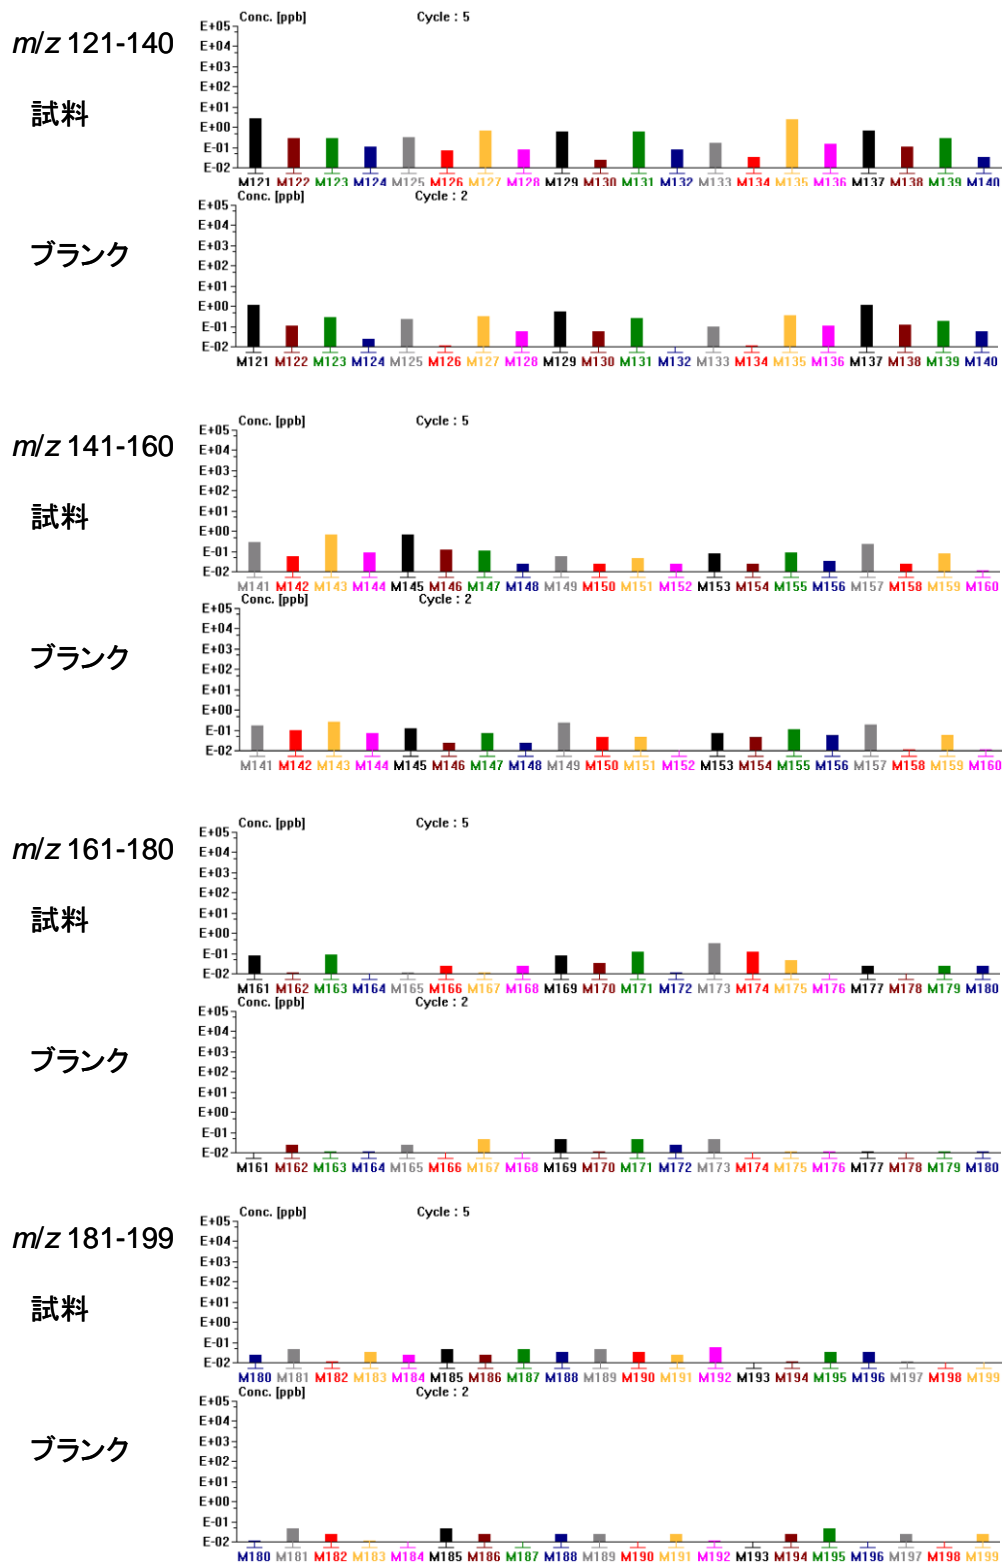 m/z 121-140
試料
Conc. [ppb] Cycle : 5
E+05
E+04
E+03
E+02
E+01
E+00
E-01
E-02
M121 M122 M123 M124 M125 M126 M127 M128 M129 M130 M131 M132 M133 M134 M135 M136 M137 M138 M139 M140
ブランク
Conc. [ppb] Cycle : 2
E+05
E+04
E+03
E+02
E+01
E+00
E-01
E-02
M121 M122 M123 M124 M125 M126 M127 M128 M129 M130 M131 M132 M133 M134 M135 M136 M137 M138 M139 M140
m/z 141-160
試料
Conc. [ppb] Cycle : 5
E+05
E+04
E+03
E+02
E+01
E+00
E-01
E-02
M141 M142 M143 M144 M145 M146 M147 M148 M149 M150 M151 M152 M153 M154 M155 M156 M157 M158 M159 M160
ブランク
Conc. [ppb] Cycle : 2
E+05
E+04
E+03
E+02
E+01
E+00
E-01
E-02
M141 M142 M143 M144 M145 M146 M147 M148 M149 M150 M151 M152 M153 M154 M155 M156 M157 M158 M159 M160
m/z 161-180
試料
Conc. [ppb] Cycle : 5
E+05
E+04
E+03
E+02
E+01
E+00
E-01
E-02
M161 M162 M163 M164 M165 M166 M167 M168 M169 M170 M171 M172 M173 M174 M175 M176 M177 M178 M179 M180
ブランク
Conc. [ppb] Cycle : 2
E+05
E+04
E+03
E+02
E+01
E+00
E-01
E-02
M161 M162 M163 M164 M165 M166 M167 M168 M169 M170 M171 M172 M173 M174 M175 M176 M177 M178 M179 M180
m/z 181-199
試料
Conc. [ppb] Cycle : 5
E+05
E+04
E+03
E+02
E+01
E+00
E-01
E-02
M180 M181 M182 M183 M184 M185 M186 M187 M188 M189 M190 M191 M192 M193 M194 M195 M196 M197 M198 M199
ブランク
Conc. [ppb] Cycle : 2
E+05
E+04
E+03
E+02
E+01
E+00
E-01
E-02
M180 M181 M182 M183 M184 M185 M186 M187 M188 M189 M190 M191 M192 M193 M194 M195 M196 M197 M198 M199